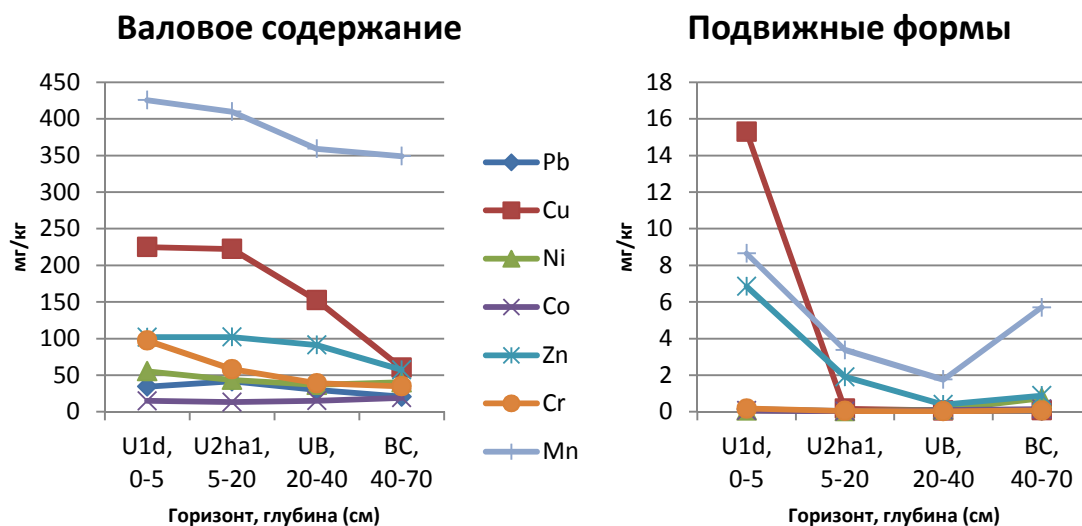 Валовое содержание
450
400
350
300
250
200
150
100
50
0
мг/кг
U1d, U2ha1, UB, BC,
0-5 5-20 20-40 40-70
Горизонт, глубина (см)
Pb
Cu
Ni
Co
Zn
Cr
Mn
Подвижные формы
18
16
14
12
10
8
6
4
2
0
мг/кг
U1d, U2ha1, UB, BC,
0-5 5-20 20-40 40-70
Горизонт, глубина (см)